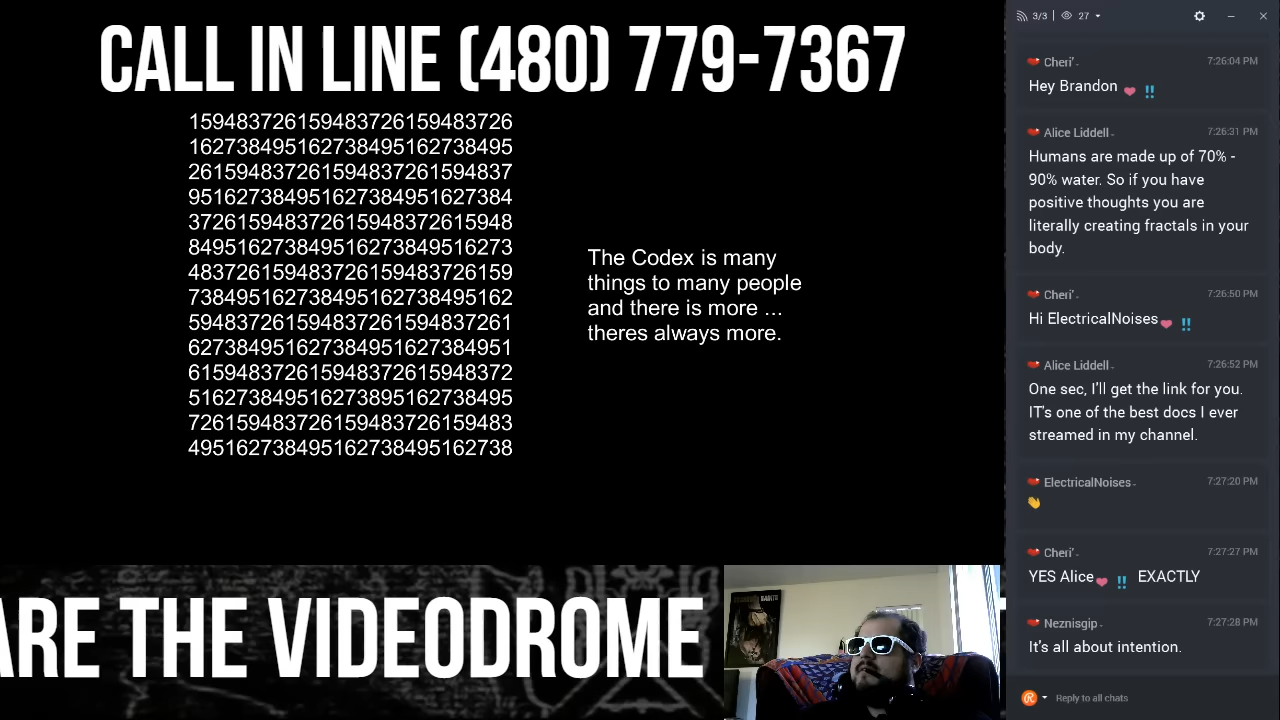 CALL IN LINE (480) 779-7367
159483726159483726159483726
162738495162738495162738495
261594837261594837261594837
951627384951627384951627384
372615948372615948372615948
849516273849516273849516273
483726159483726159483726159
738495162738495162738495162
594837261594837261594837261
627384951627384951627384951
615948372615948372615948372
516273849516273895162738495
726159483726159483726159483
495162738495162738495162738
The Codex is many
things to many people
and there is more ...
theres always more.
ARE THE VIDEODROME
3/3 27
Cheri' - 7:26:04 PM
Hey Brandon ❤ !!
Alice Liddell - 7:26:31 PM
Humans are made up of 70% -
90% water. So if you have
positive thoughts you are
literally creating fractals in your
body.
Cheri' - 7:26:50 PM
Hi ElectricalNoises ❤ !!
Alice Liddell - 7:26:52 PM
One sec, I'll get the link for you.
IT's one of the best docs I ever
streamed in my channel.
ElectricalNoises - 7:27:20 PM
👋
Cheri' - 7:27:27 PM
YES Alice ❤ !! EXACTLY
Neznisgip - 7:27:28 PM
It's all about intention.
Reply to all chats